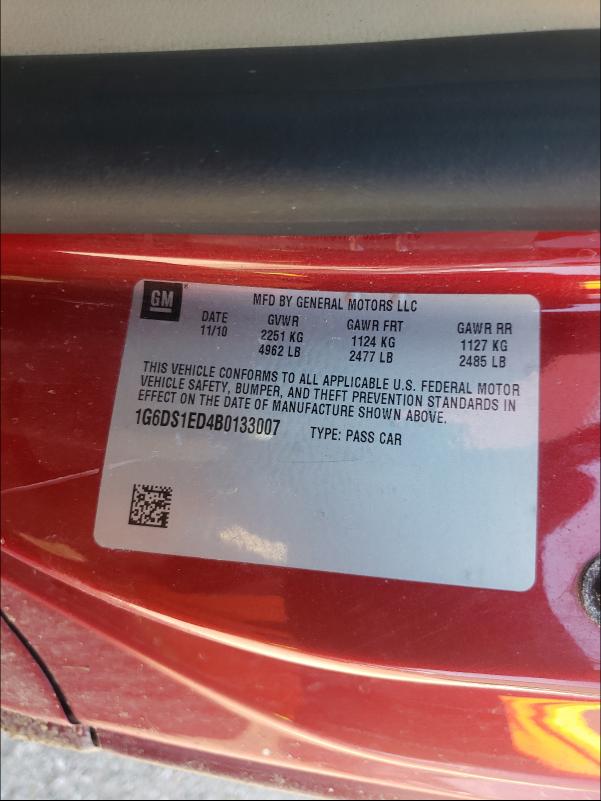 GM ®
MFD BY GENERAL MOTORS LLC
DATE GVWR GAWR FRT GAWR RR
11/10 2251 KG 1124 KG 1127 KG
4962 LB 2477 LB 2485 LB
THIS VEHICLE CONFORMS TO ALL APPLICABLE U.S. FEDERAL MOTOR
VEHICLE SAFETY, BUMPER, AND THEFT PREVENTION STANDARDS IN
EFFECT ON THE DATE OF MANUFACTURE SHOWN ABOVE.
1G6DS1ED4B0133007 TYPE: PASS CAR